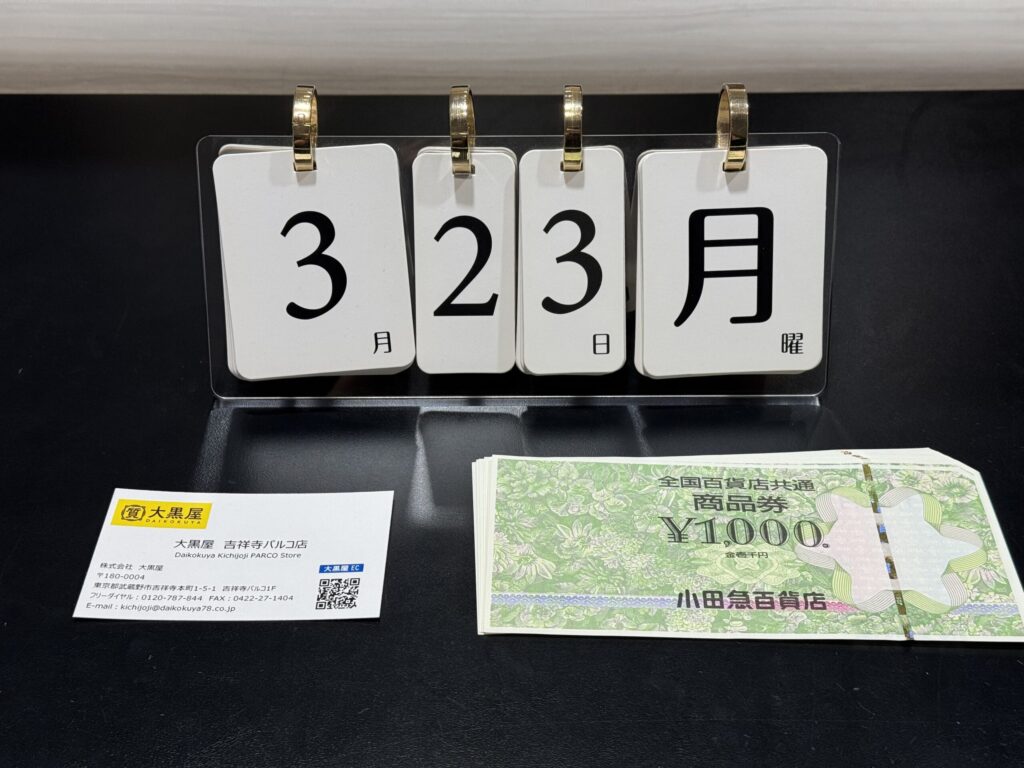 3月
23日
月曜
質 大黒屋
DAIKOKUYA
大黒屋 吉祥寺パルコ店
Daikokuya Kichijoji PARCO Store
株式会社 大黒屋
〒180-0004
東京都武蔵野市吉祥寺本町1-5-1 吉祥寺パルコ1F
フリーダイヤル：0120-787-844 FAX：0422-27-1404
E-mail：kichijoji@daikokuya78.co.jp
大黒屋 EC
全国百貨店共通
商品券
¥1,000.
金壱千円
小田急百貨店